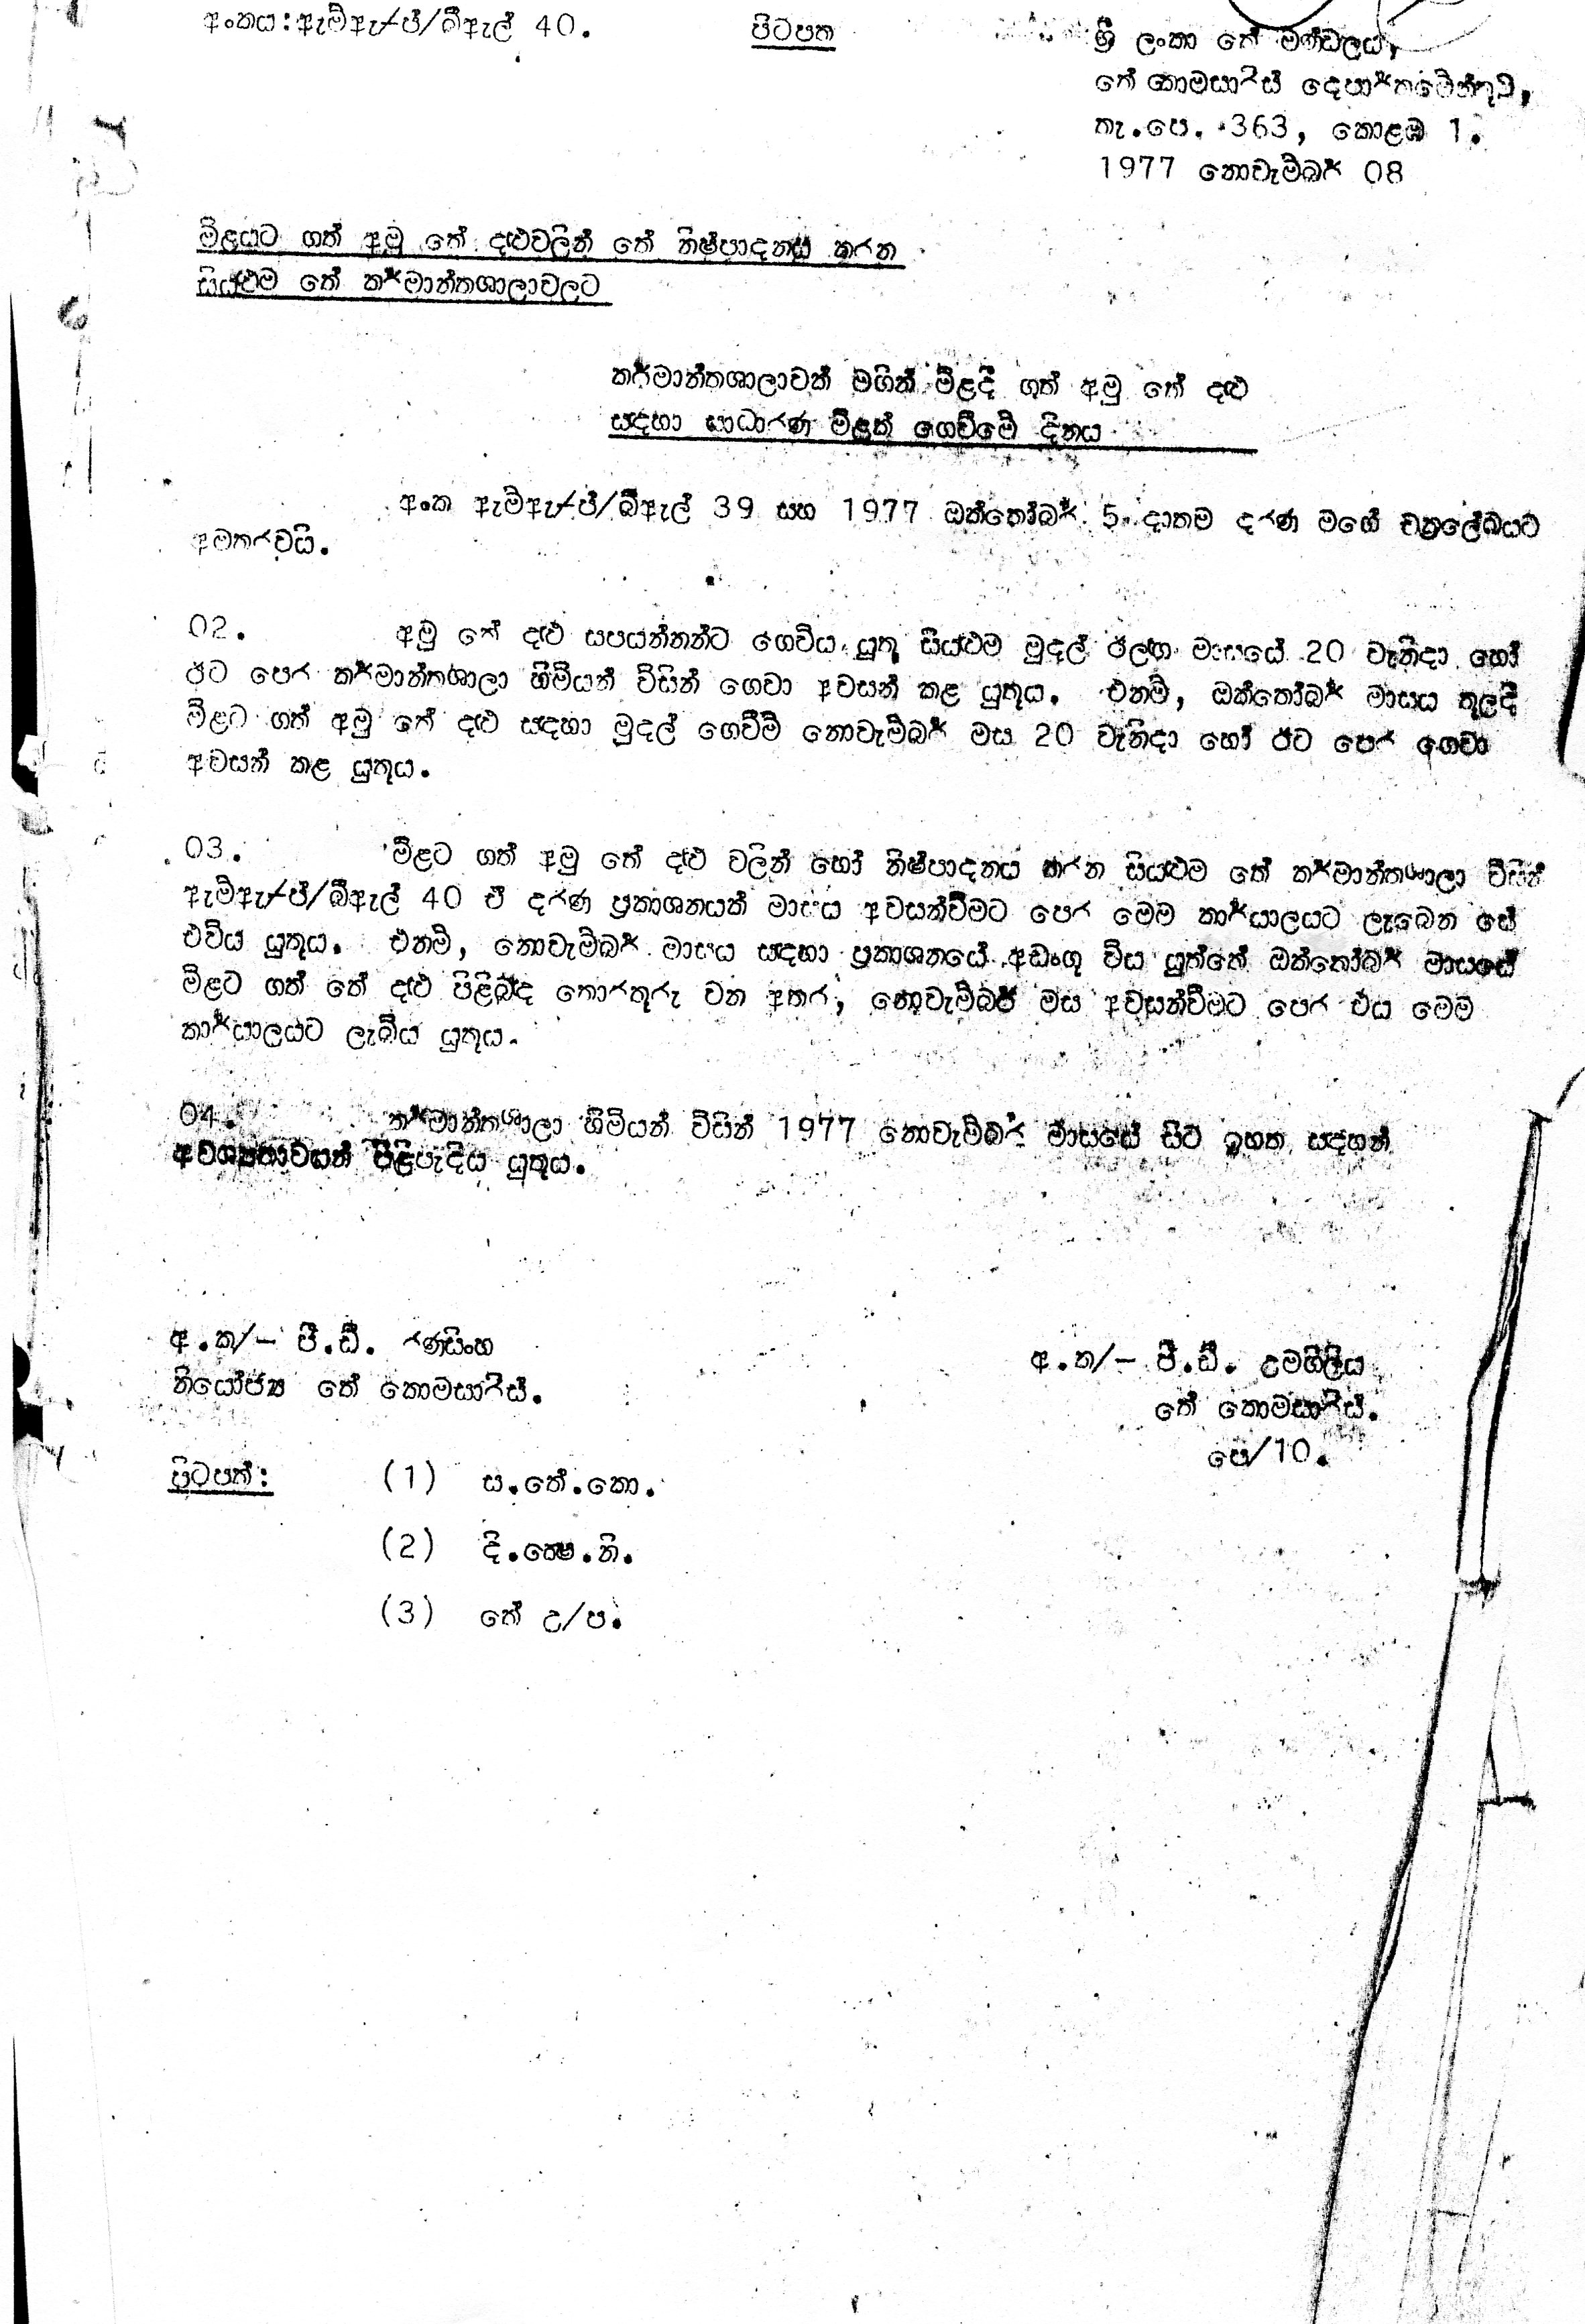 අංකය:ඇම්ඇෆ්ජ්/බීඇල් 40.
පිටපත
ශ්‍රී ලංකා තේ මණ්ඩලය,
තේ කොමසාරිස් දෙපාර්තමේන්තුව,
තැ.පෙ. 363, කොළඹ 1.
1977 නොවැම්බර් 08
මිළයට ගත් අමු තේ දළුවලින් තේ නිෂ්පාදනය කරන
සියළුම තේ කර්මාන්තශාලාවලට
කර්මාන්තශාලාවක් මගින් මිළදී ගත් අමු තේ දළු
සඳහා සාධාරණ මිළක් ගෙවීමේ දිනය
අංක ඇම්ඇෆ්ජ්/බීඇල් 39 සහ 1977 ඔක්තෝබර් 5 දාතම දරණ මගේ චක්‍රලේඛයට
අමතරවයි.
02. අමු තේ දළු සපයන්නන්ට ගෙවිය යුතු සියළුම මුදල් ඊලඟ මාසයේ 20 වැනිදා හෝ
ඊට පෙර කර්මාන්තශාලා හිමියන් විසින් ගෙවා අවසන් කළ යුතුය. එනම්, ඔක්තෝබර් මාසය තුලදී
මිළට ගත් අමු තේ දළු සඳහා මුදල් ගෙවීම් නොවැම්බර් මස 20 වැනිදා හෝ ඊට පෙර ගෙවා
අවසන් කළ යුතුය.
03. මිළට ගත් අමු තේ දළු වලින් හෝ නිෂ්පාදනය කරන සියළුම තේ කර්මාන්තශාලා විසින්
ඇම්ඇෆ්ජ්/බීඇල් 40 ඒ දරණ ප්‍රකාශනයක් මාසය අවසන්වීමට පෙර මෙම කාර්යාලයට ලැබෙන සේ
එවිය යුතුය. එනම්, නොවැම්බර් මාසය සඳහා ප්‍රකාශනයේ අඩංගු විය යුත්තේ ඔක්තෝබර් මාසයේ
මිළට ගත් තේ දළු පිළිබඳ තොරතුරු වන අතර, නොවැම්බර් මස අවසන්වීමට පෙර එය මෙම
කාර්යාලයට ලැබිය යුතුය.
04. කර්මාන්තශාලා හිමියන් විසින් 1977 නොවැම්බර් මාසයේ සිට ඉහත සඳහන්
අවශ්‍යතාවයන් පිළිපැදිය යුතුය.
අ.ක/- පී.ඩී. රණසිංහ
නියෝජ්‍ය තේ කොමසාරිස්.
අ.ක/- පී.ඩී. උමගිලිය
තේ කොමසාරිස්.
පෙ/10.
පිටපත්:
(1) ස.තේ.කො.
(2) දි.ක්‍ෂෙ.නි.
(3) තේ උ/ප.